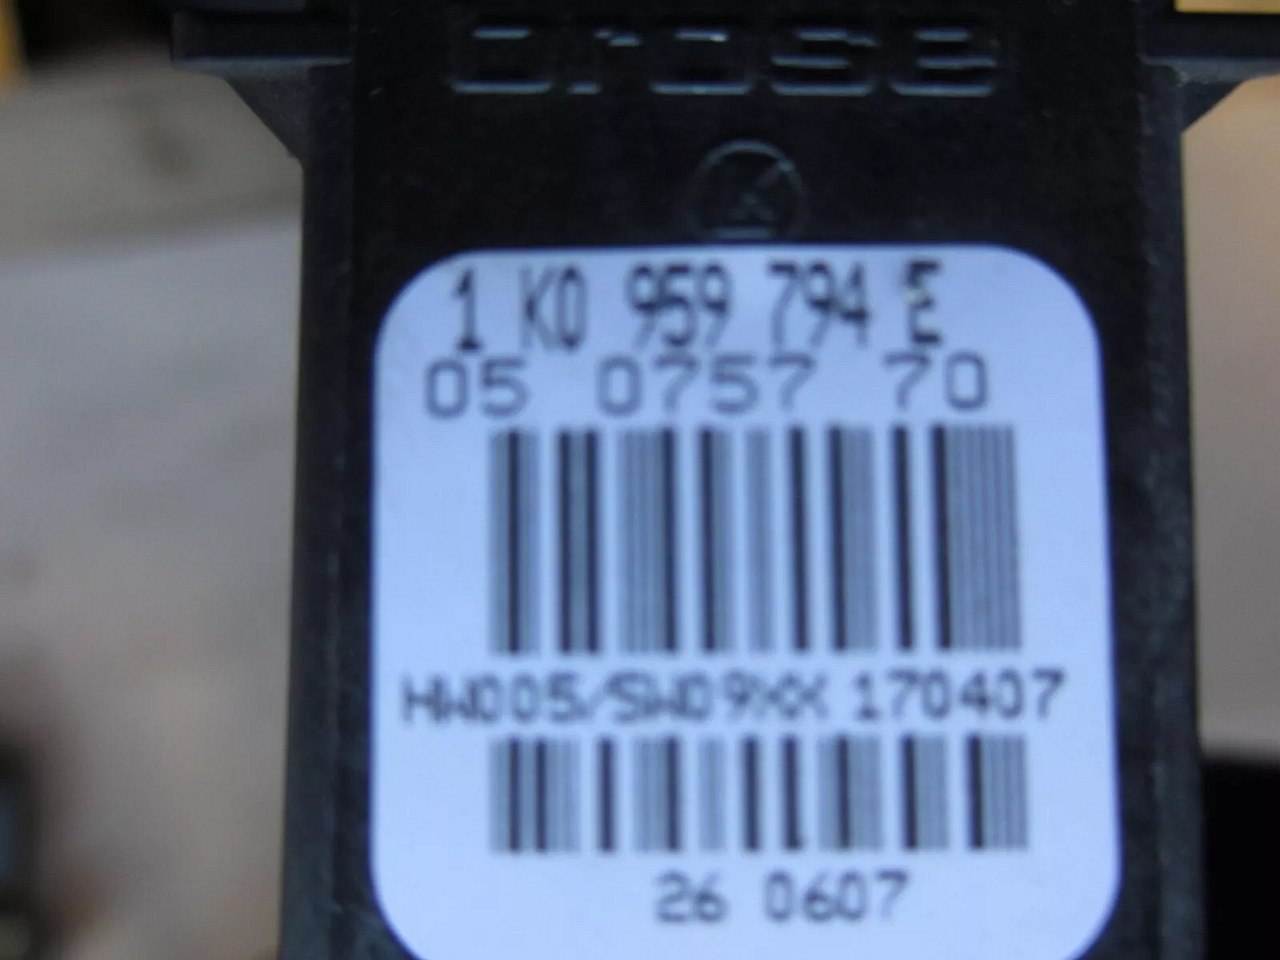 brose
K
1 K0 959 794 E
05 0757 70
HW005/SW09XX 170407
26 0607